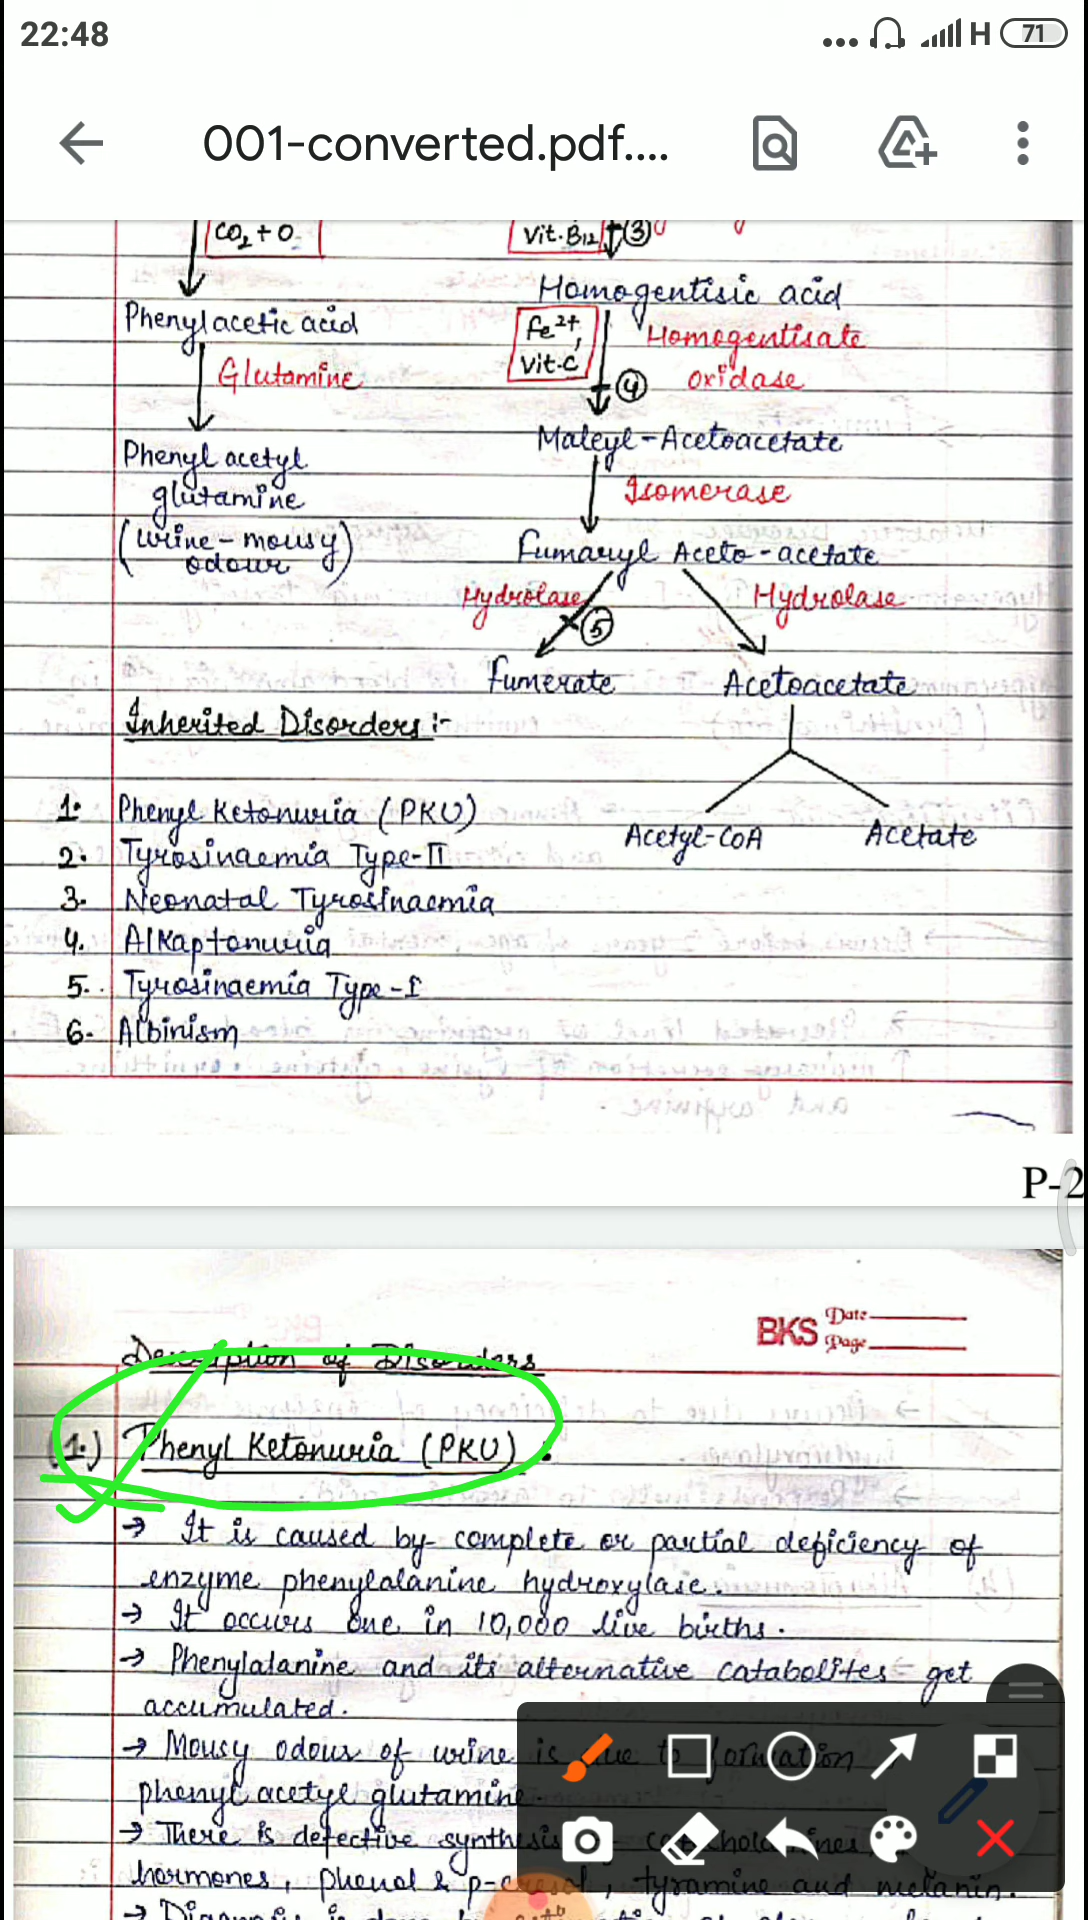 22:48
... H 71
001-converted.pdf....
CO₂ + O
Vit. B12 (3)
Homogentisic acid
Phenylacetic acid
Fe²⁺,
Vit-C
Homogentisate
oxidase
(4)
Glutamine
Maleyl-Acetoacetate
Phenyl acetyl
glutamine
Isomerase
(urine-mousy
odour)
Fumaryl Aceto-acetate
Hydrolase
Hydrolase
(5)
Fumerate
Acetoacetate
Inherited Disorders :-
1. Phenyl Ketonuria (PKU)
Acetyl-CoA
Acetate
2. Tyrosinaemia Type-II
3. Neonatal Tyrosinaemia
4. Alkaptonuria
5. Tyrosinaemia Type-I
6- Albinism
P-2
BKS Date
Page
Description of Disorders
(1.) Phenyl Ketonuria (PKU) :
→ It is caused by complete or partial deficiency of
enzyme phenylalanine hydroxylase.
→ It occurs one in 10,000 live births.
→ Phenylalanine and its alternative catabolites get
accumulated.
→ Mousy odour of urine is due to formation
phenyl acetyl glutamine.
→ There is defective synthesis
hormones, phenol & p-cresol, tyramine and melanin.